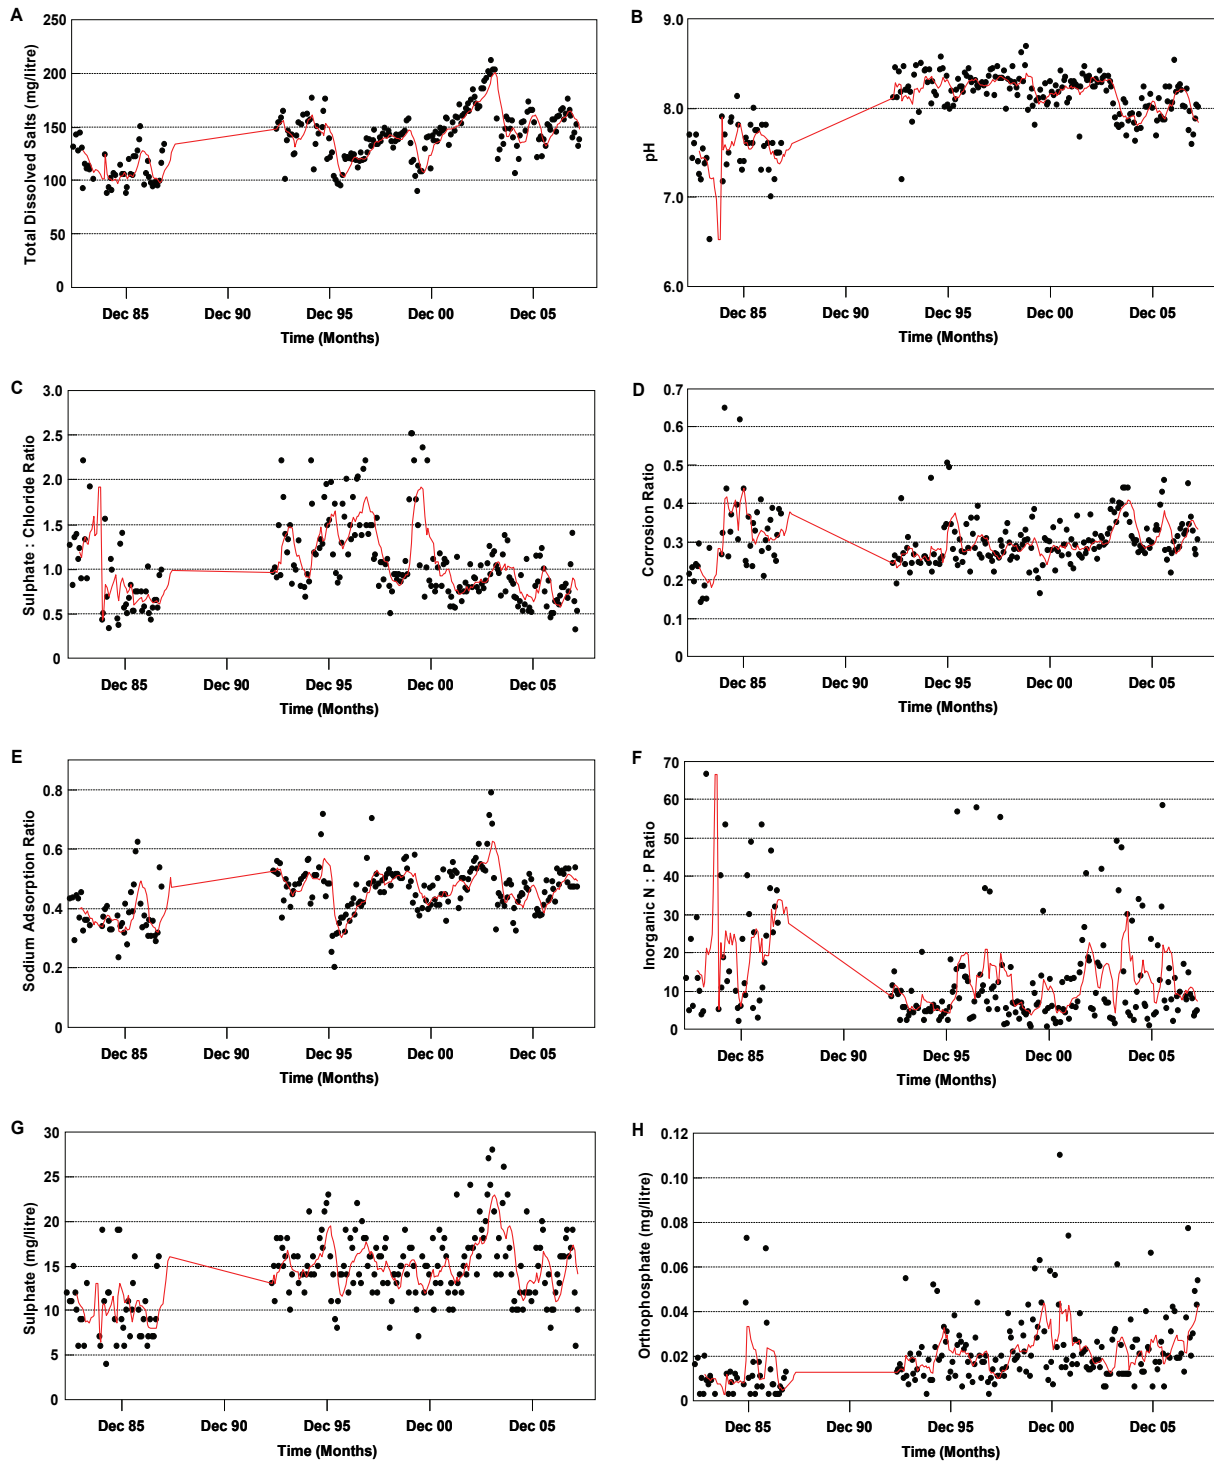 A
Total Dissolved Salts (mg/litre)
250
200
150
100
50
0
Dec 85 Dec 90 Dec 95 Dec 00 Dec 05
Time (Months)
B
pH
9.0
8.0
7.0
6.0
Dec 85 Dec 90 Dec 95 Dec 00 Dec 05
Time (Months)
C
Sulphate : Chloride Ratio
3.0
2.5
2.0
1.5
1.0
0.5
0
Dec 85 Dec 90 Dec 95 Dec 00 Dec 05
Time (Months)
D
Corrosion Ratio
0.7
0.6
0.5
0.4
0.3
0.2
0.1
0
Dec 85 Dec 90 Dec 95 Dec 00 Dec 05
Time (Months)
E
Sodium Adsorption Ratio
0.8
0.6
0.4
0.2
0
Dec 85 Dec 90 Dec 95 Dec 00 Dec 05
Time (Months)
F
Inorganic N : P Ratio
70
60
50
40
30
20
10
0
Dec 85 Dec 90 Dec 95 Dec 00 Dec 05
Time (Months)
G
Sulphate (mg/litre)
30
25
20
15
10
5
0
Dec 85 Dec 90 Dec 95 Dec 00 Dec 05
Time (Months)
H
Orthophosphate (mg/litre)
0.12
0.10
0.08
0.06
0.04
0.02
0
Dec 85 Dec 90 Dec 95 Dec 00 Dec 05
Time (Months)